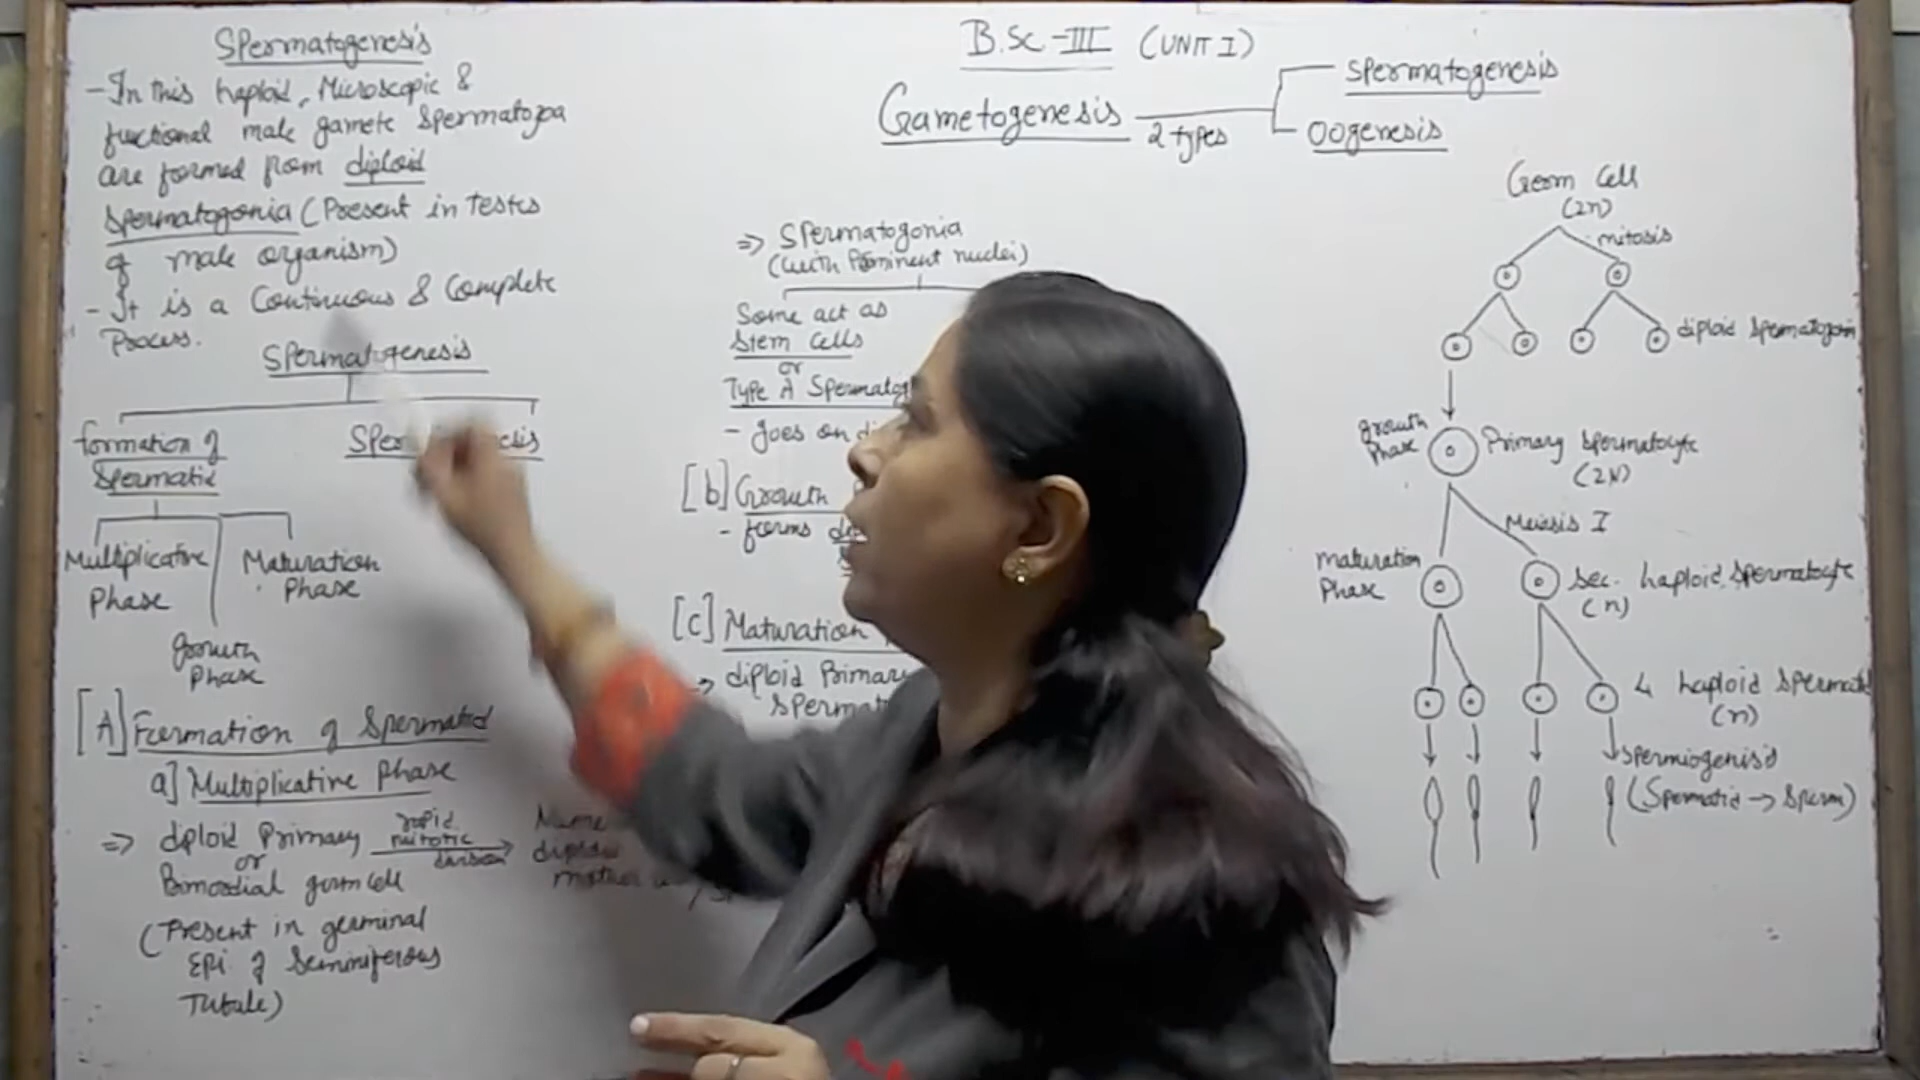 Spermatogenesis
- In this haploid, Microscopic &
functional male gamete Spermatozoa
are formed from diploid
Spermatogonia (Present in Testes
of male organism)
- It is a Continuous & Complete
Process.
Spermatogenesis
formation of
Spermatid
Multiplicative
Phase
Maturation
Phase
growth
Phase
[A] Formation of Spermatid
a] Multiplicative Phase
=> diploid Primary
or
Primordial germ cell
rapid
mitotic
division
mother
(Present in germinal
Epi. of Seminiferous
Tubule)
B.Sc-III (UNIT I)
Gametogenesis
2 types
Spermatogenesis
Oogenesis
=> Spermatogonia
(with Prominent nuclei)
Some act as
Stem Cells
or
Type A
- goes on
[b] Growth
- forms
[C] Maturation
diploid Primary
Germ Cell
(2n)
mitosis
diploid
growth
Phase
Primary Spermatocyte
(2N)
Meiosis I
maturation
Phase
Sec. haploid Spermatocyte
(n)
4 haploid
(n)
Spermiogenisis
(Spermatid → Sperm)